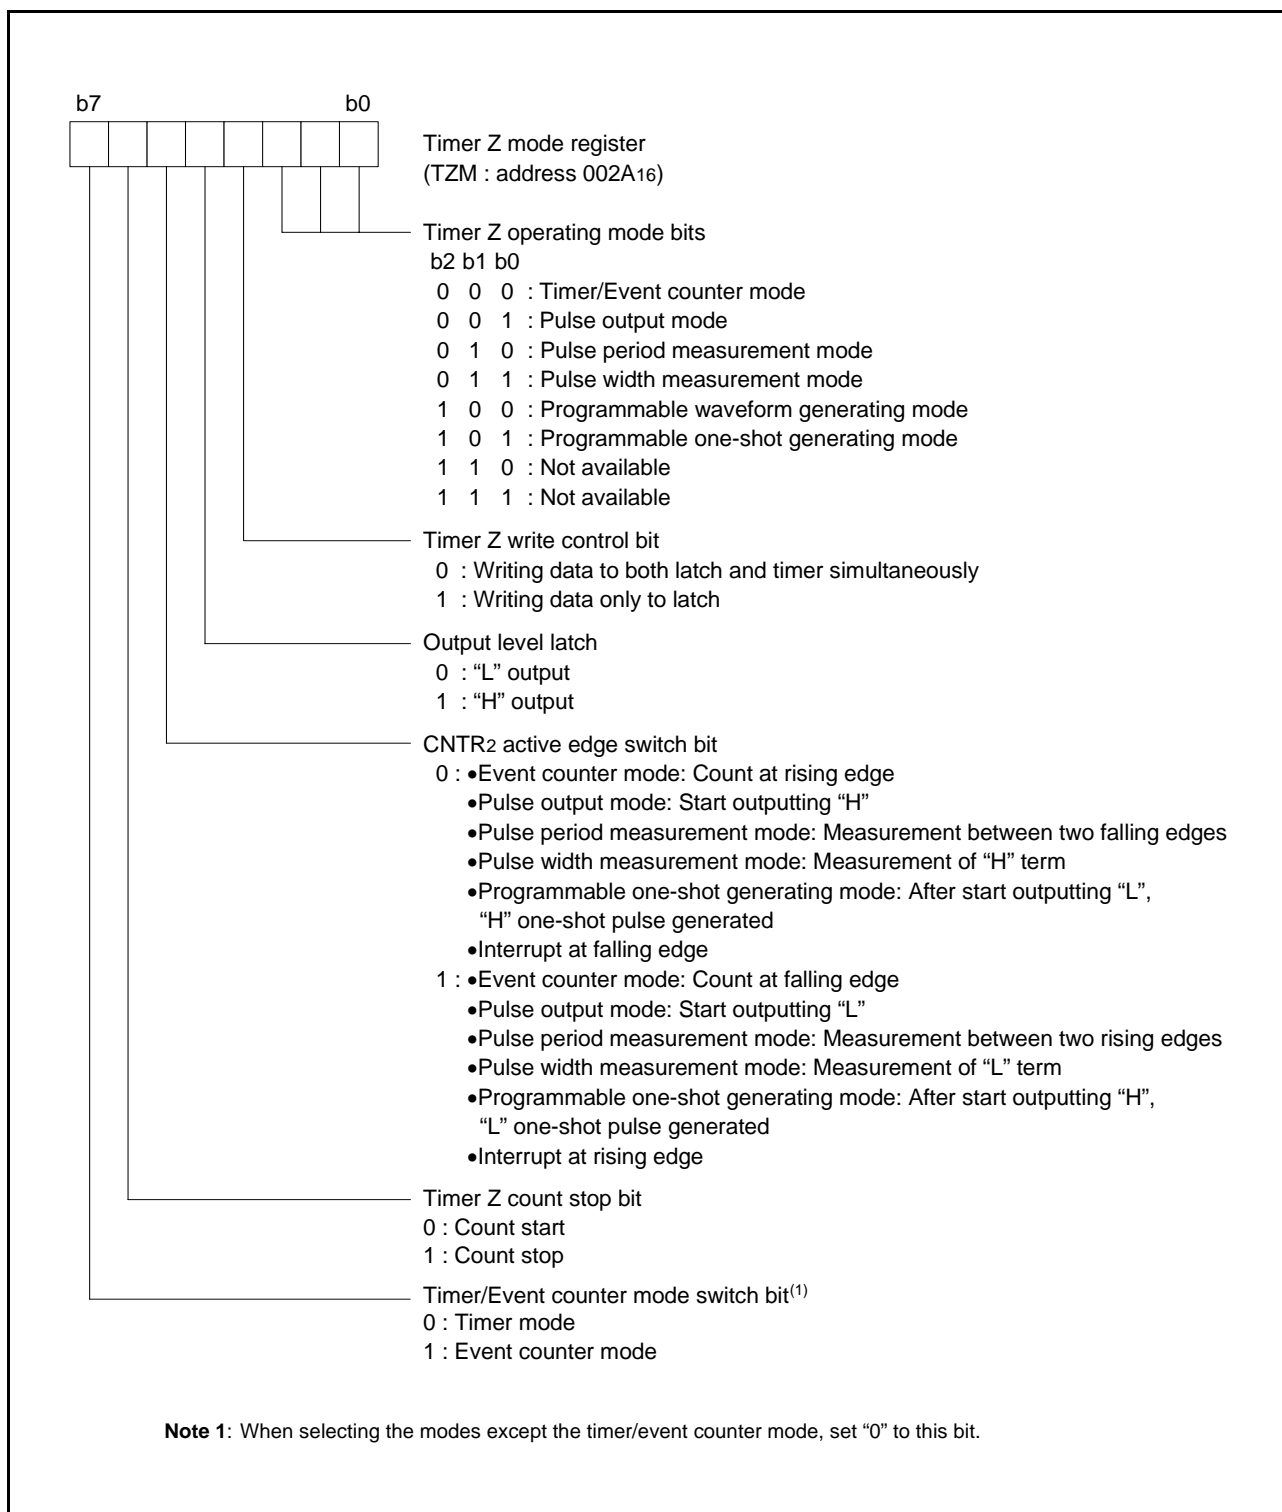 b7 b0
Timer Z mode register
(TZM : address 002A16)
Timer Z operating mode bits
b2 b1 b0
0 0 0 : Timer/Event counter mode
0 0 1 : Pulse output mode
0 1 0 : Pulse period measurement mode
0 1 1 : Pulse width measurement mode
1 0 0 : Programmable waveform generating mode
1 0 1 : Programmable one-shot generating mode
1 1 0 : Not available
1 1 1 : Not available
Timer Z write control bit
0 : Writing data to both latch and timer simultaneously
1 : Writing data only to latch
Output level latch
0 : “L” output
1 : “H” output
CNTR2 active edge switch bit
0 : •Event counter mode: Count at rising edge
•Pulse output mode: Start outputting “H”
•Pulse period measurement mode: Measurement between two falling edges
•Pulse width measurement mode: Measurement of “H” term
•Programmable one-shot generating mode: After start outputting “L”,
“H” one-shot pulse generated
•Interrupt at falling edge
1 : •Event counter mode: Count at falling edge
•Pulse output mode: Start outputting “L”
•Pulse period measurement mode: Measurement between two rising edges
•Pulse width measurement mode: Measurement of “L” term
•Programmable one-shot generating mode: After start outputting “H”,
“L” one-shot pulse generated
•Interrupt at rising edge
Timer Z count stop bit
0 : Count start
1 : Count stop
Timer/Event counter mode switch bit(1)
0 : Timer mode
1 : Event counter mode
Note 1: When selecting the modes except the timer/event counter mode, set “0” to this bit.